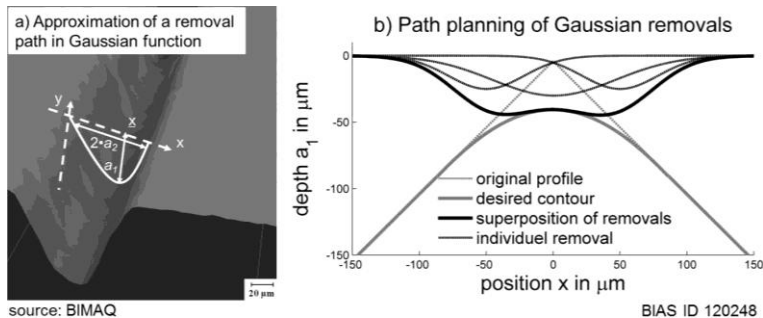 a) Approximation of a removal
path in Gaussian function
y
x
x
2•a2
a1
20 µm
source: BIMAQ
b) Path planning of Gaussian removals
depth a1 in µm
0
-50
-100
-150
original profile
desired contour
superposition of removals
individuel removal
-150 -100 -50 0 50 100 150
position x in µm
BIAS ID 120248